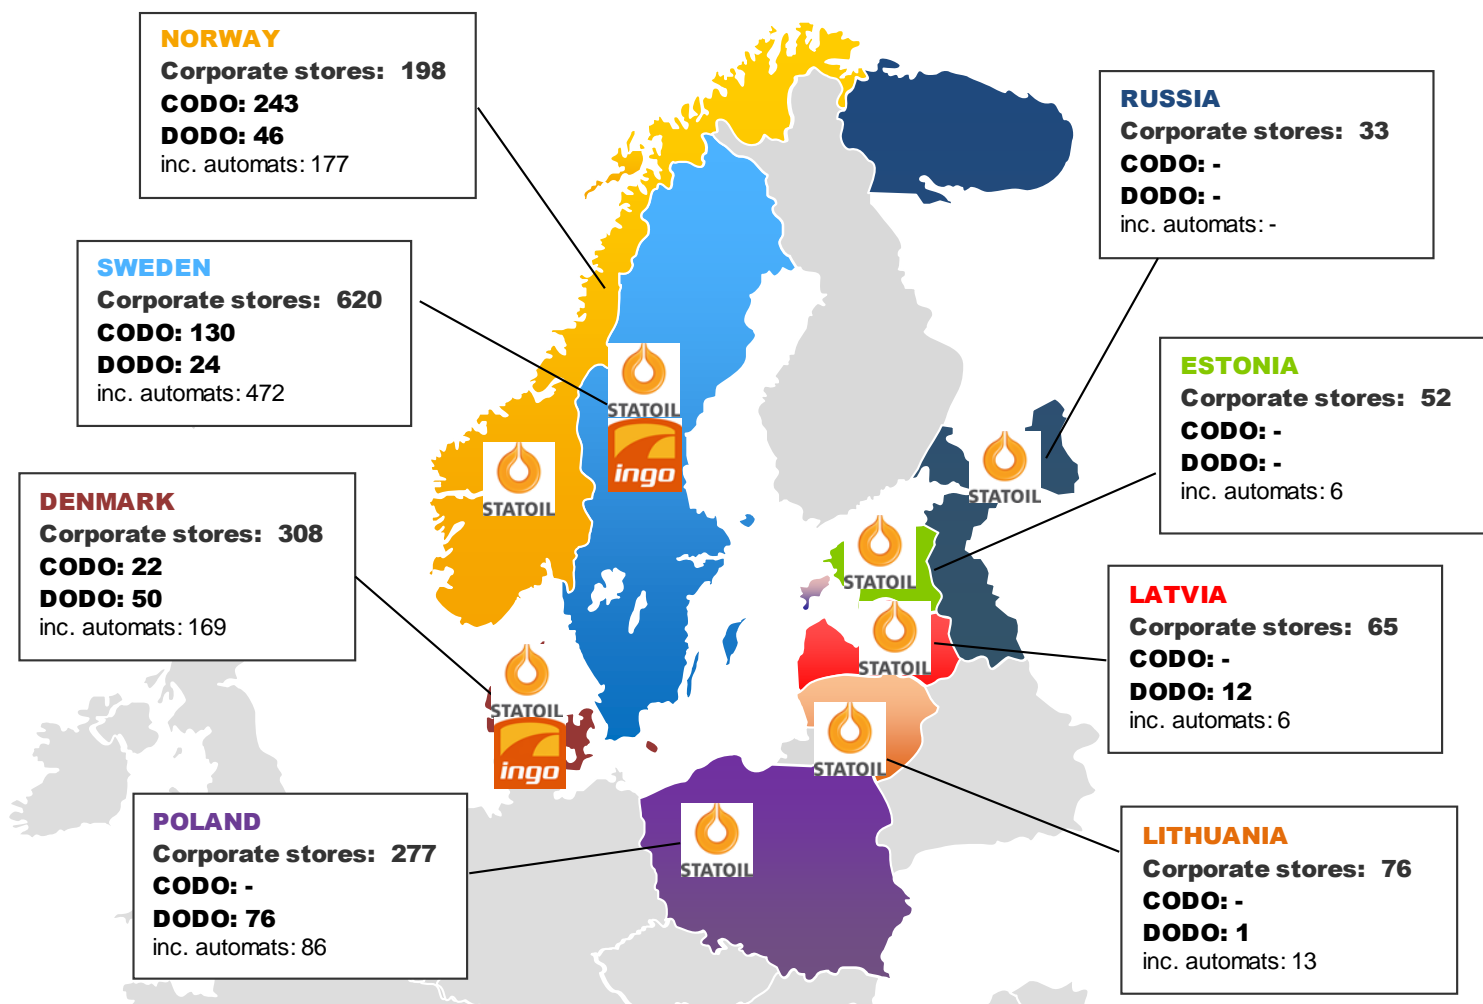 NORWAY
Corporate stores: 198
CODO: 243
DODO: 46
inc. automats: 177
RUSSIA
Corporate stores: 33
CODO: -
DODO: -
inc. automats: -
SWEDEN
Corporate stores: 620
CODO: 130
DODO: 24
inc. automats: 472
STATOIL
ingo
ESTONIA
Corporate stores: 52
CODO: -
DODO: -
inc. automats: 6
STATOIL
STATOIL
DENMARK
Corporate stores: 308
CODO: 22
DODO: 50
inc. automats: 169
STATOIL
LATVIA
Corporate stores: 65
CODO: -
DODO: 12
inc. automats: 6
STATOIL
STATOIL
ingo
STATOIL
POLAND
Corporate stores: 277
CODO: -
DODO: 76
inc. automats: 86
STATOIL
LITHUANIA
Corporate stores: 76
CODO: -
DODO: 1
inc. automats: 13